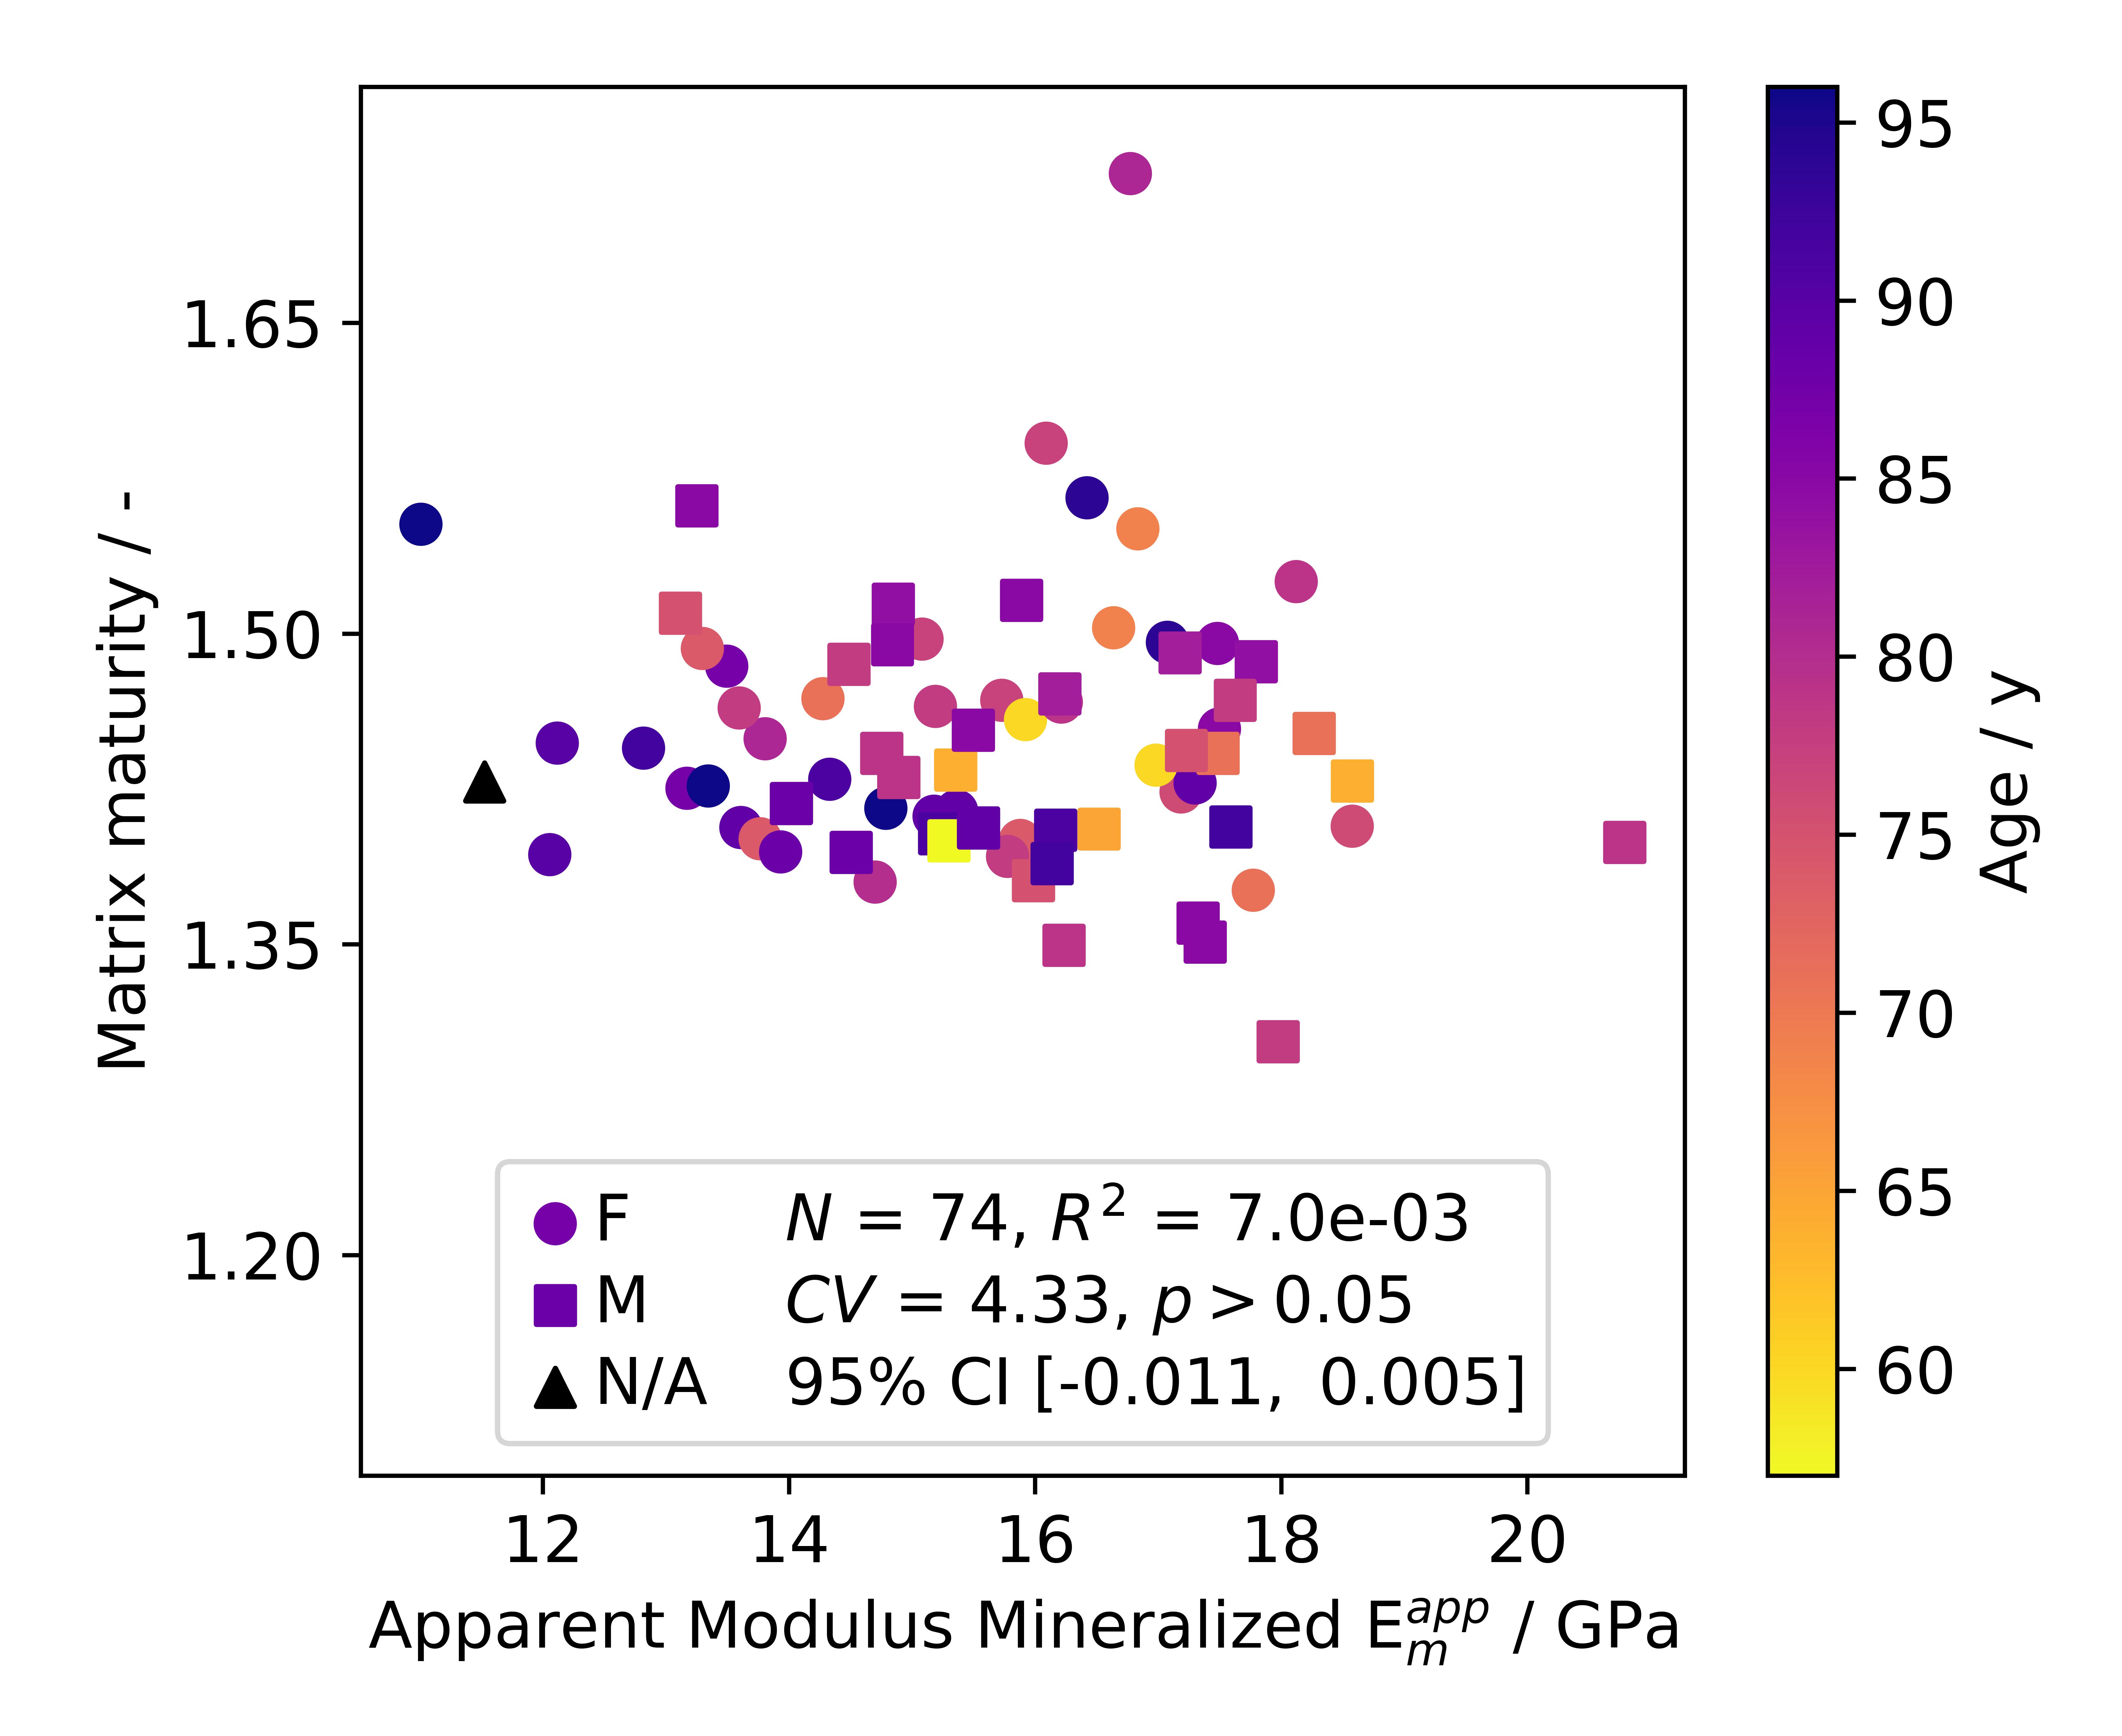 1.65
1.50
1.35
1.20
Matrix maturity / -
12 14 16 18 20
Apparent Modulus Mineralized E_m^app / GPa
F N = 74, R² = 7.0e-03
M CV = 4.33, p > 0.05
N/A 95% CI [-0.011, 0.005]
95
90
85
80
75
70
65
60
Age / y